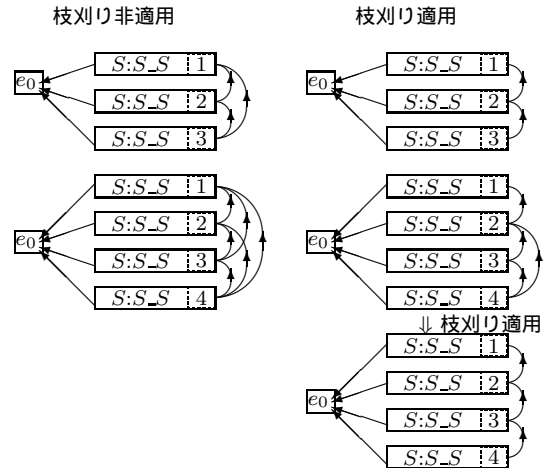 枝刈り非適用 枝刈り適用
S:S_S 1 S:S_S 1
e0 e0
S:S_S 2 S:S_S 2
S:S_S 3 S:S_S 3
S:S_S 1 S:S_S 1
S:S_S 2 S:S_S 2
e0 e0
S:S_S 3 S:S_S 3
S:S_S 4 S:S_S 4
⇓ 枝刈り適用
S:S_S 1
S:S_S 2
e0
S:S_S 3
S:S_S 4